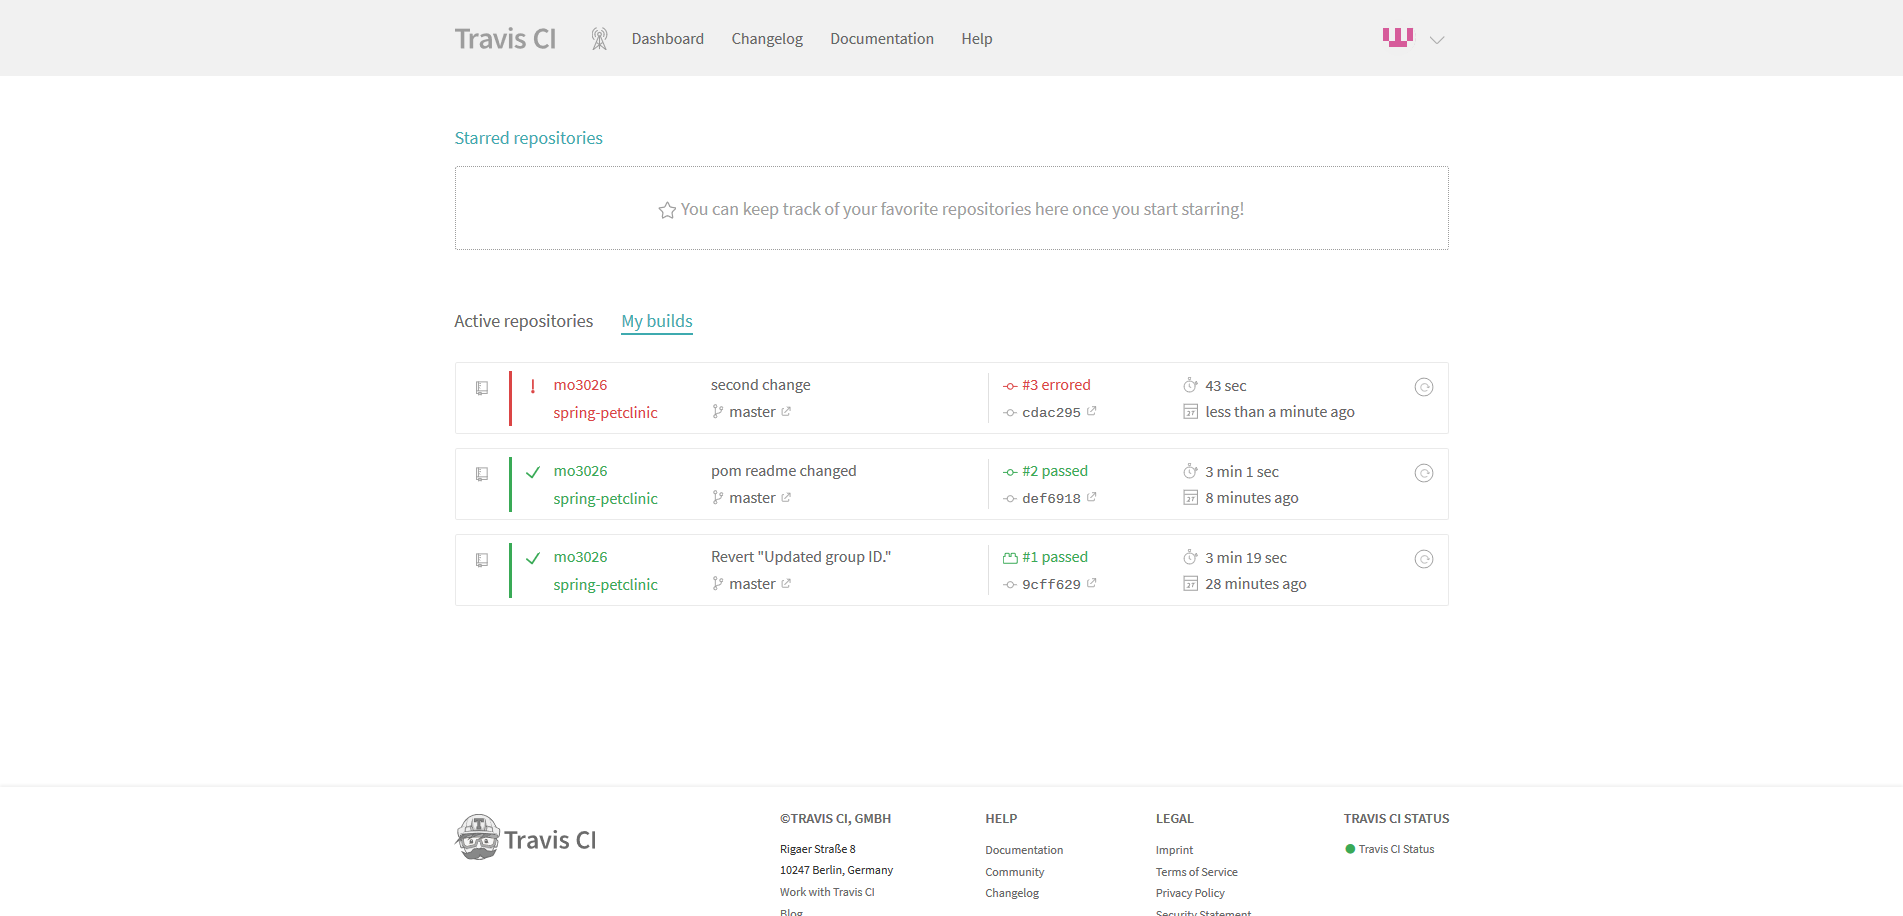 Travis CI Dashboard Changelog Documentation Help
Starred repositories
You can keep track of your favorite repositories here once you start starring!
Active repositories My builds
mo3026 second change #3 errored 43 sec
spring-petclinic master cdac295 27 less than a minute ago
mo3026 pom readme changed #2 passed 3 min 1 sec
spring-petclinic master def6918 27 8 minutes ago
mo3026 Revert "Updated group ID." #1 passed 3 min 19 sec
spring-petclinic master 9cff629 27 28 minutes ago
T Travis CI
©TRAVIS CI, GMBH
Rigaer Straße 8
10247 Berlin, Germany
Work with Travis CI
Blog
HELP
Documentation
Community
Changelog
LEGAL
Imprint
Terms of Service
Privacy Policy
Security Statement
TRAVIS CI STATUS
Travis CI Status